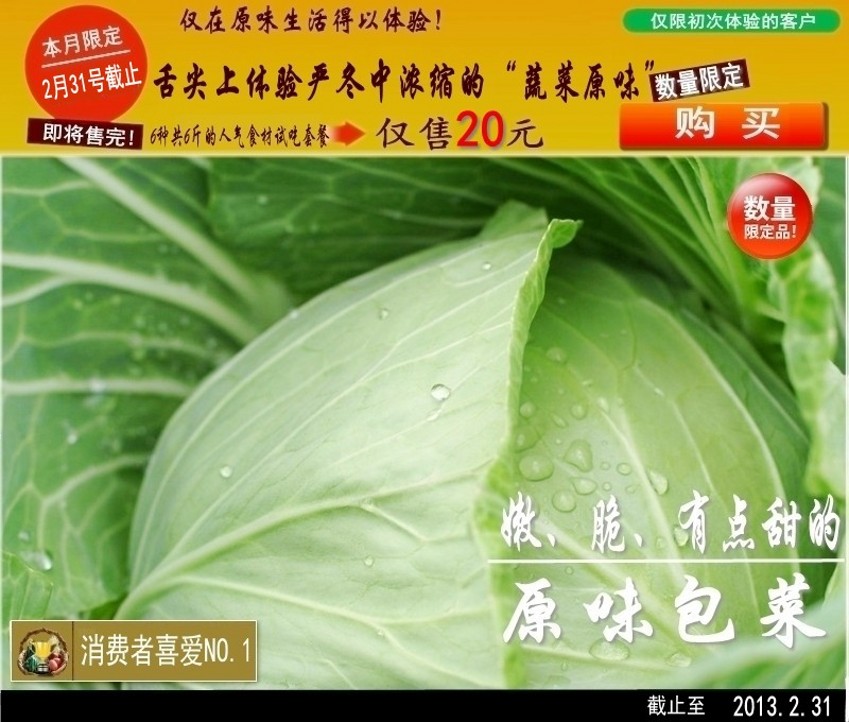 仅在原味生活得以体验！
仅限初次体验的客户
本月限定
2月31号截止
舌尖上体验严冬中浓缩的“蔬菜原味”
数量限定
即将售完！
6种共6斤的人气食材试吃套餐
仅售20元
购买
数量
限定品！
嫩、脆、有点甜的
原味包菜
消费者喜爱NO.1
截止至 2013.2.31